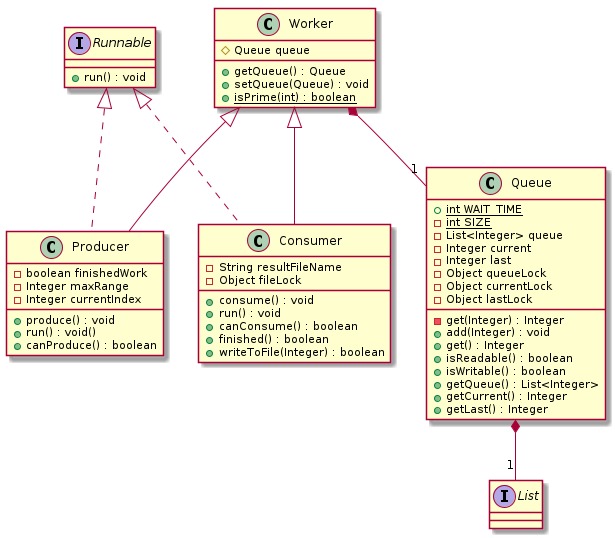 C Worker
Queue queue
getQueue() : Queue
setQueue(Queue) : void
isPrime(int) : boolean
I Runnable
run() : void
1
C Queue
int WAIT_TIME
int SIZE
List<Integer> queue
Integer current
Integer last
Object queueLock
Object currentLock
Object lastLock
get(Integer) : Integer
add(Integer) : void
get() : Integer
isReadable() : boolean
isWritable() : boolean
getQueue() : List<Integer>
getCurrent() : Integer
getLast() : Integer
C Producer
boolean finishedWork
Integer maxRange
Integer currentIndex
produce() : void
run() : void()
canProduce() : boolean
C Consumer
String resultFileName
Object fileLock
consume() : void
run() : void
canConsume() : boolean
finished() : boolean
writeToFile(Integer) : boolean
1
I List